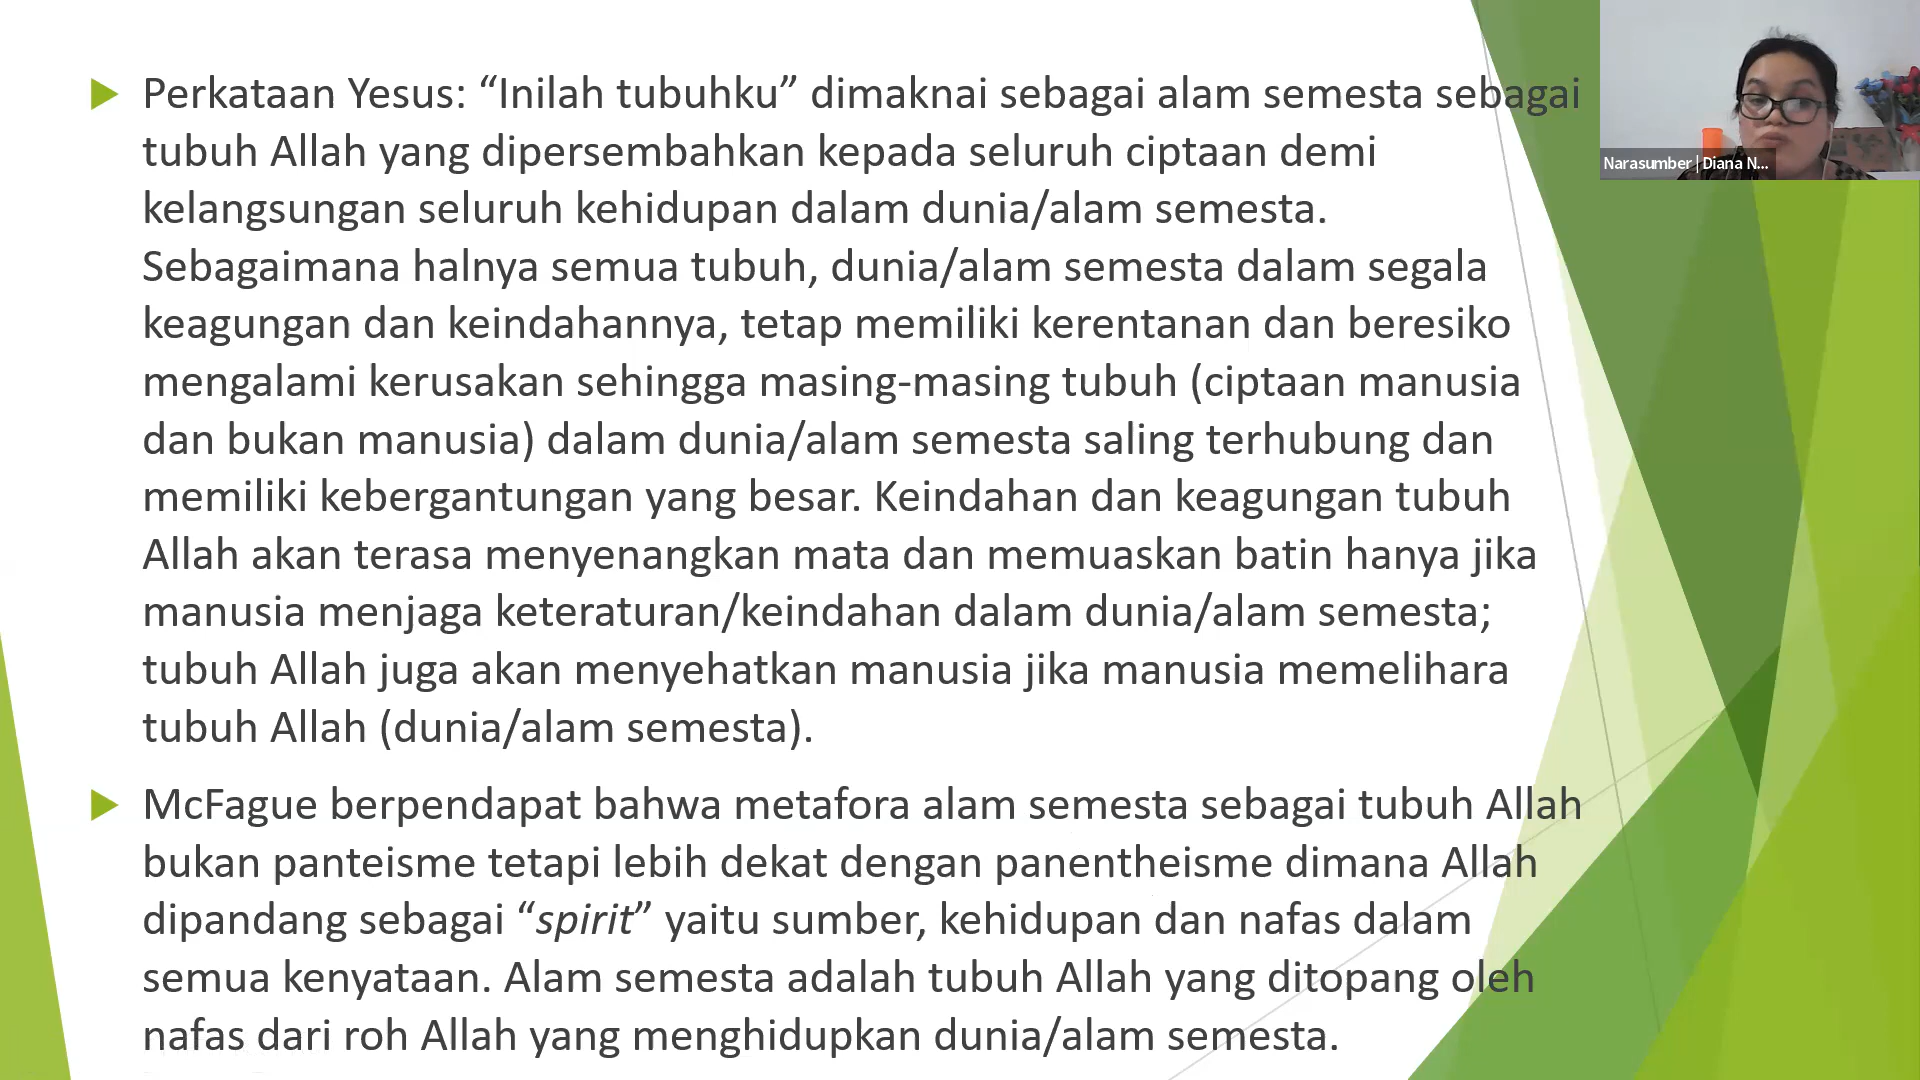 Perkataan Yesus: “Inilah tubuhku” dimaknai sebagai alam semesta sebagai
tubuh Allah yang dipersembahkan kepada seluruh ciptaan demi
kelangsungan seluruh kehidupan dalam dunia/alam semesta.
Sebagaimana halnya semua tubuh, dunia/alam semesta dalam segala
keagungan dan keindahannya, tetap memiliki kerentanan dan beresiko
mengalami kerusakan sehingga masing-masing tubuh (ciptaan manusia
dan bukan manusia) dalam dunia/alam semesta saling terhubung dan
memiliki kebergantungan yang besar. Keindahan dan keagungan tubuh
Allah akan terasa menyenangkan mata dan memuaskan batin hanya jika
manusia menjaga keteraturan/keindahan dalam dunia/alam semesta;
tubuh Allah juga akan menyehatkan manusia jika manusia memelihara
tubuh Allah (dunia/alam semesta).
McFague berpendapat bahwa metafora alam semesta sebagai tubuh Allah
bukan panteisme tetapi lebih dekat dengan panentheisme dimana Allah
dipandang sebagai “spirit” yaitu sumber, kehidupan dan nafas dalam
semua kenyataan. Alam semesta adalah tubuh Allah yang ditopang oleh
nafas dari roh Allah yang menghidupkan dunia/alam semesta.
Narasumber|Diana N...